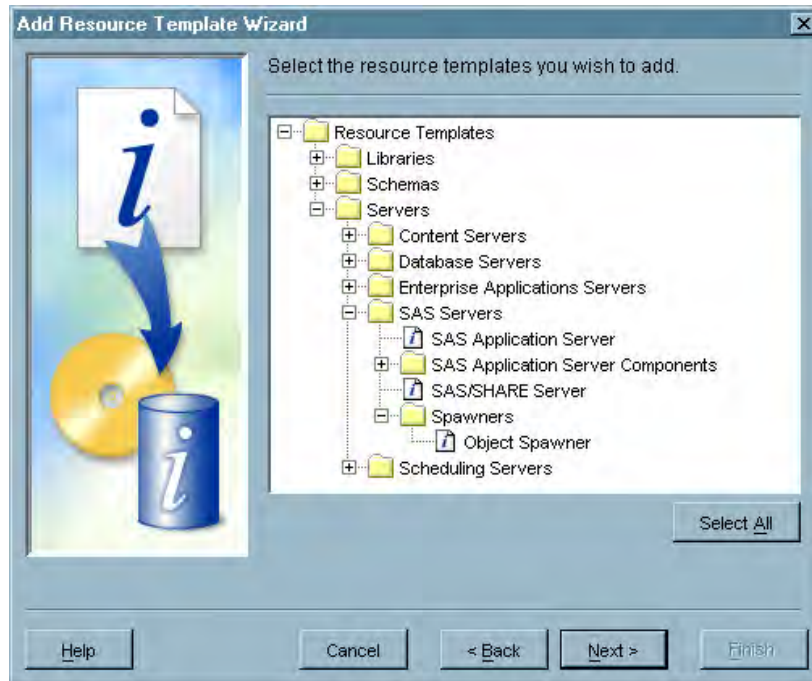 Add Resource Template Wizard
Select the resource templates you wish to add.
Resource Templates
Libraries
Schemas
Servers
Content Servers
Database Servers
Enterprise Applications Servers
SAS Servers
SAS Application Server
SAS Application Server Components
SAS/SHARE Server
Spawners
Object Spawner
Scheduling Servers
Select All
Help
Cancel
< Back
Next >
Finish